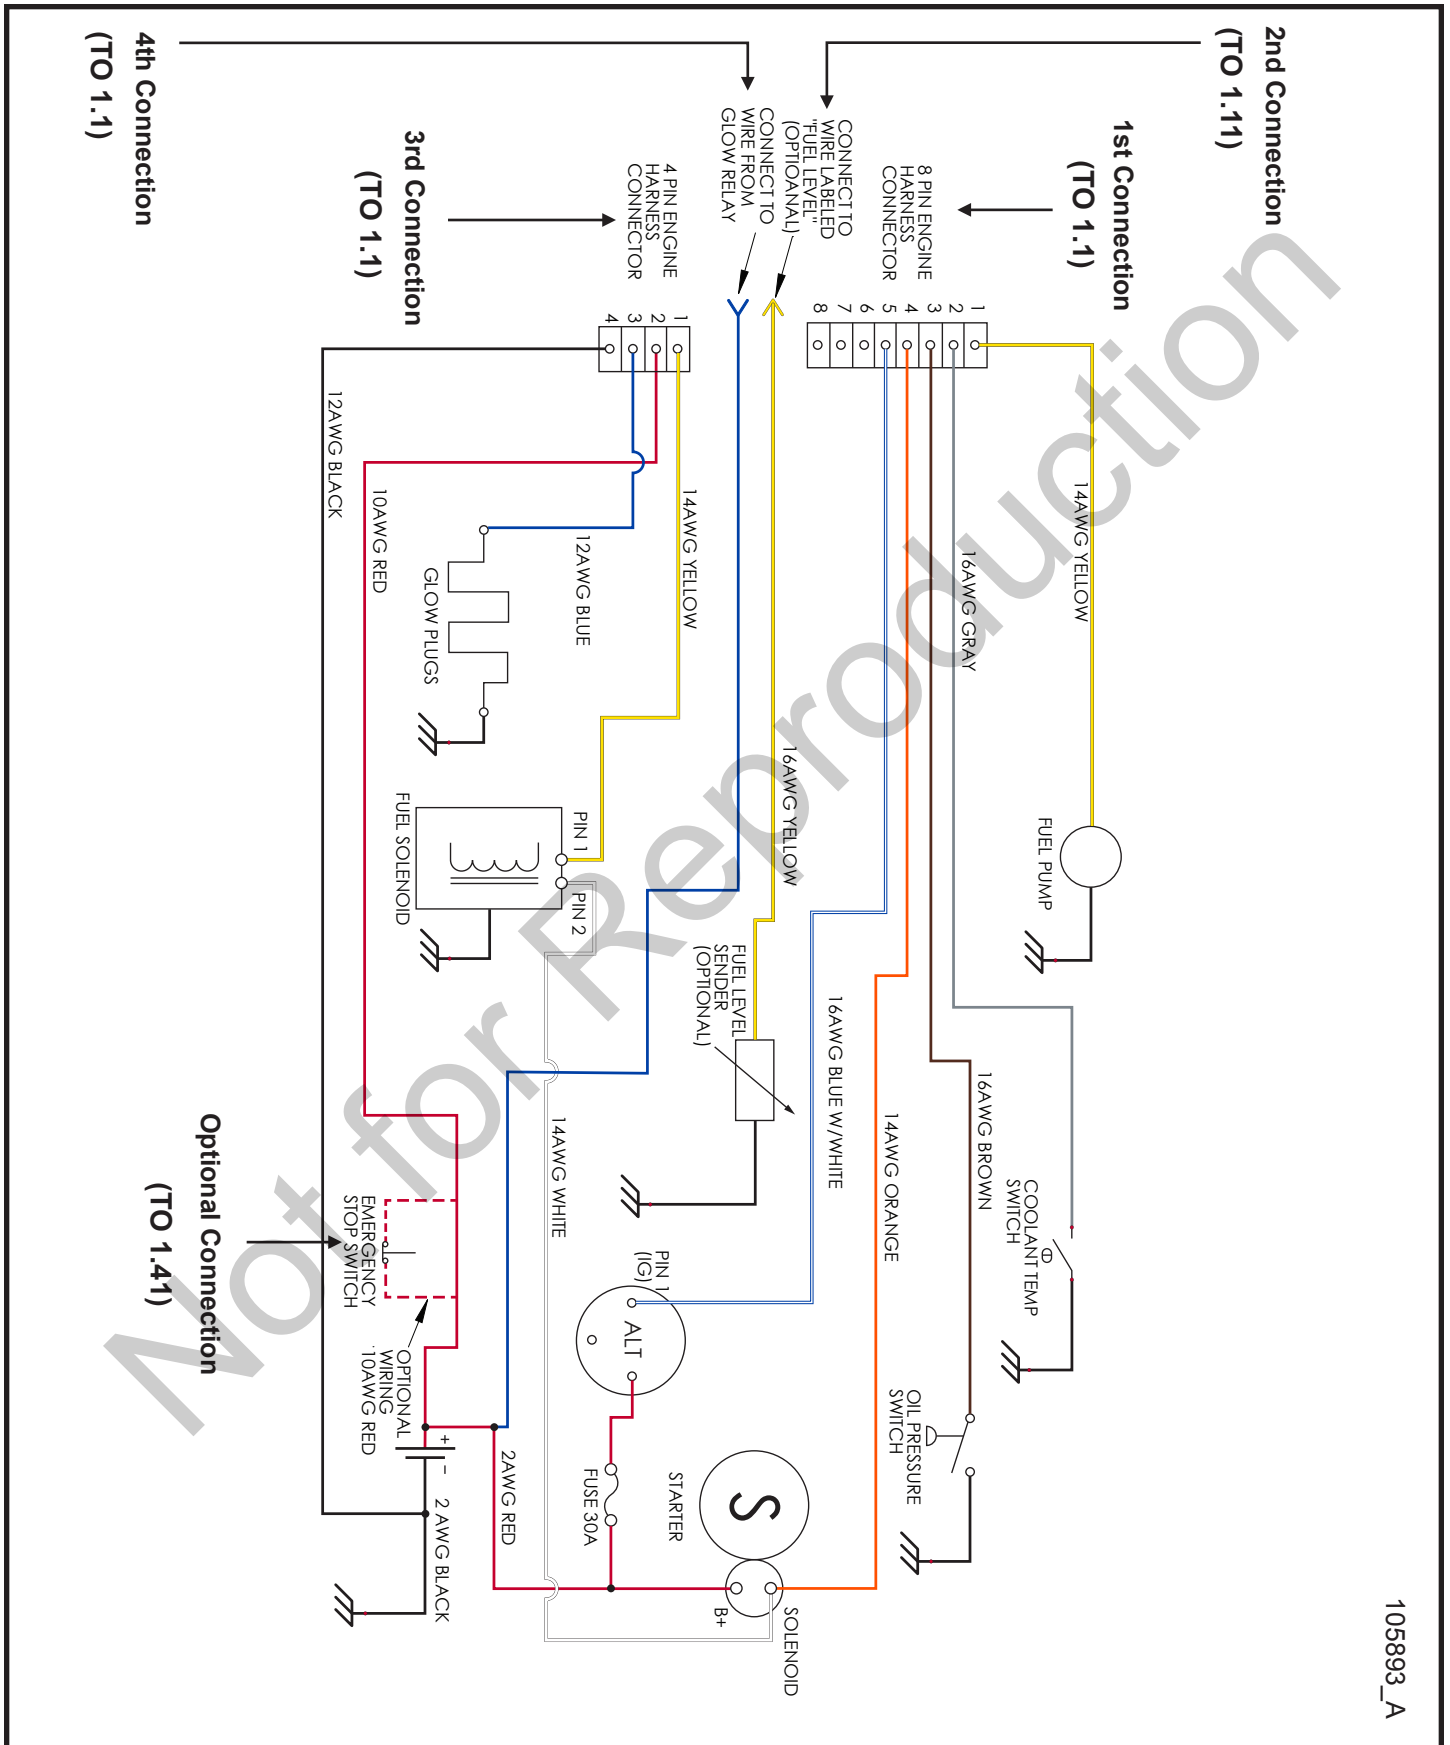 105893_A
2nd Connection
(TO 1.11)
1st Connection
(TO 1.1)
4th Connection
(TO 1.1)
3rd Connection
(TO 1.1)
CONNECT TO
WIRE LABELED
"FUEL LEVEL"
(OPTIOANAL)
CONNECT TO
WIRE FROM
GLOW RELAY
8 PIN ENGINE
HARNESS
CONNECTOR
1
2
3
4
5
6
7
8
4 PIN ENGINE
HARNESS
CONNECTOR
1
2
3
4
14AWG YELLOW
FUEL PUMP
16AWG GRAY
COOLANT TEMP
SWITCH
16AWG BROWN
OIL PRESSURE
SWITCH
14AWG ORANGE
16AWG BLUE W/WHITE
16AWG YELLOW
FUEL LEVEL
SENDER
(OPTIONAL)
PIN 1
(IG)
ALT
FUSE 30A
STARTER
S
SOLENOID
B+
14AWG YELLOW
12AWG BLUE
GLOW PLUGS
10AWG RED
12AWG BLACK
PIN 1
PIN 2
FUEL SOLENOID
14AWG WHITE
Optional Connection
(TO 1.41)
EMERGENCY
STOP SWITCH
OPTIONAL
WIRING
10AWG RED
+
-
2AWG RED
2 AWG BLACK
Not for Reproduction